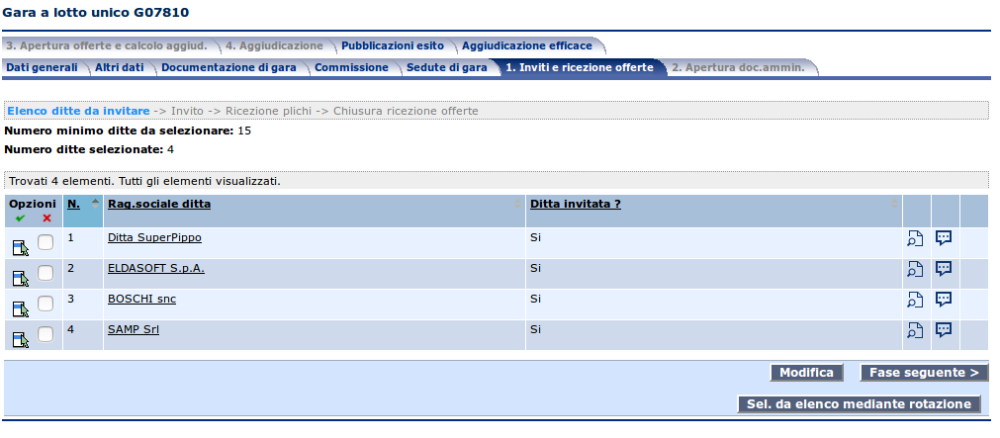 Gara a lotto unico G07810
3. Apertura offerte e calcolo aggiud. 4. Aggiudicazione Pubblicazioni esito Aggiudicazione efficace
Dati generali Altri dati Documentazione di gara Commissione Sedute di gara 1. Inviti e ricezione offerte 2. Apertura doc.ammin.
Elenco ditte da invitare -> Invito -> Ricezione plichi -> Chiusura ricezione offerte
Numero minimo ditte da selezionare: 15
Numero ditte selezionate: 4
Trovati 4 elementi. Tutti gli elementi visualizzati.
Opzioni N. Rag.sociale ditta Ditta invitata ?
1 Ditta SuperPippo Si
2 ELDASOFT S.p.A. Si
3 BOSCHI snc Si
4 SAMP Srl Si
Modifica Fase seguente >
Sel. da elenco mediante rotazione